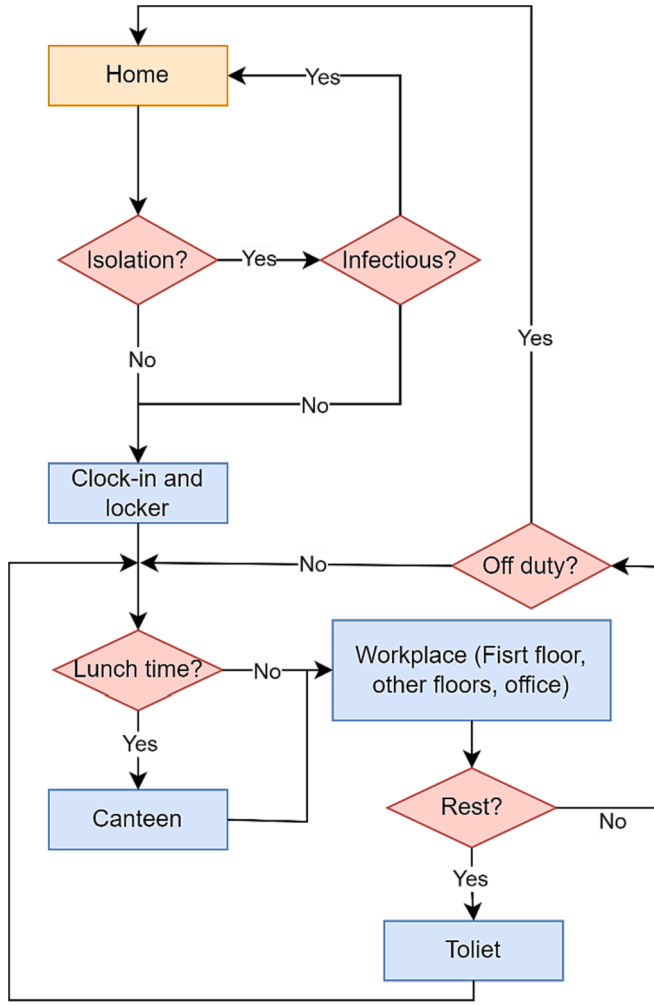 Home
Yes
Isolation?
Yes
Infectious?
Yes
No
No
Clock-in and
locker
No
Off duty?
Lunch time?
No
Workplace (Fisrt floor,
other floors, office)
Yes
Canteen
Rest?
No
Yes
Toliet